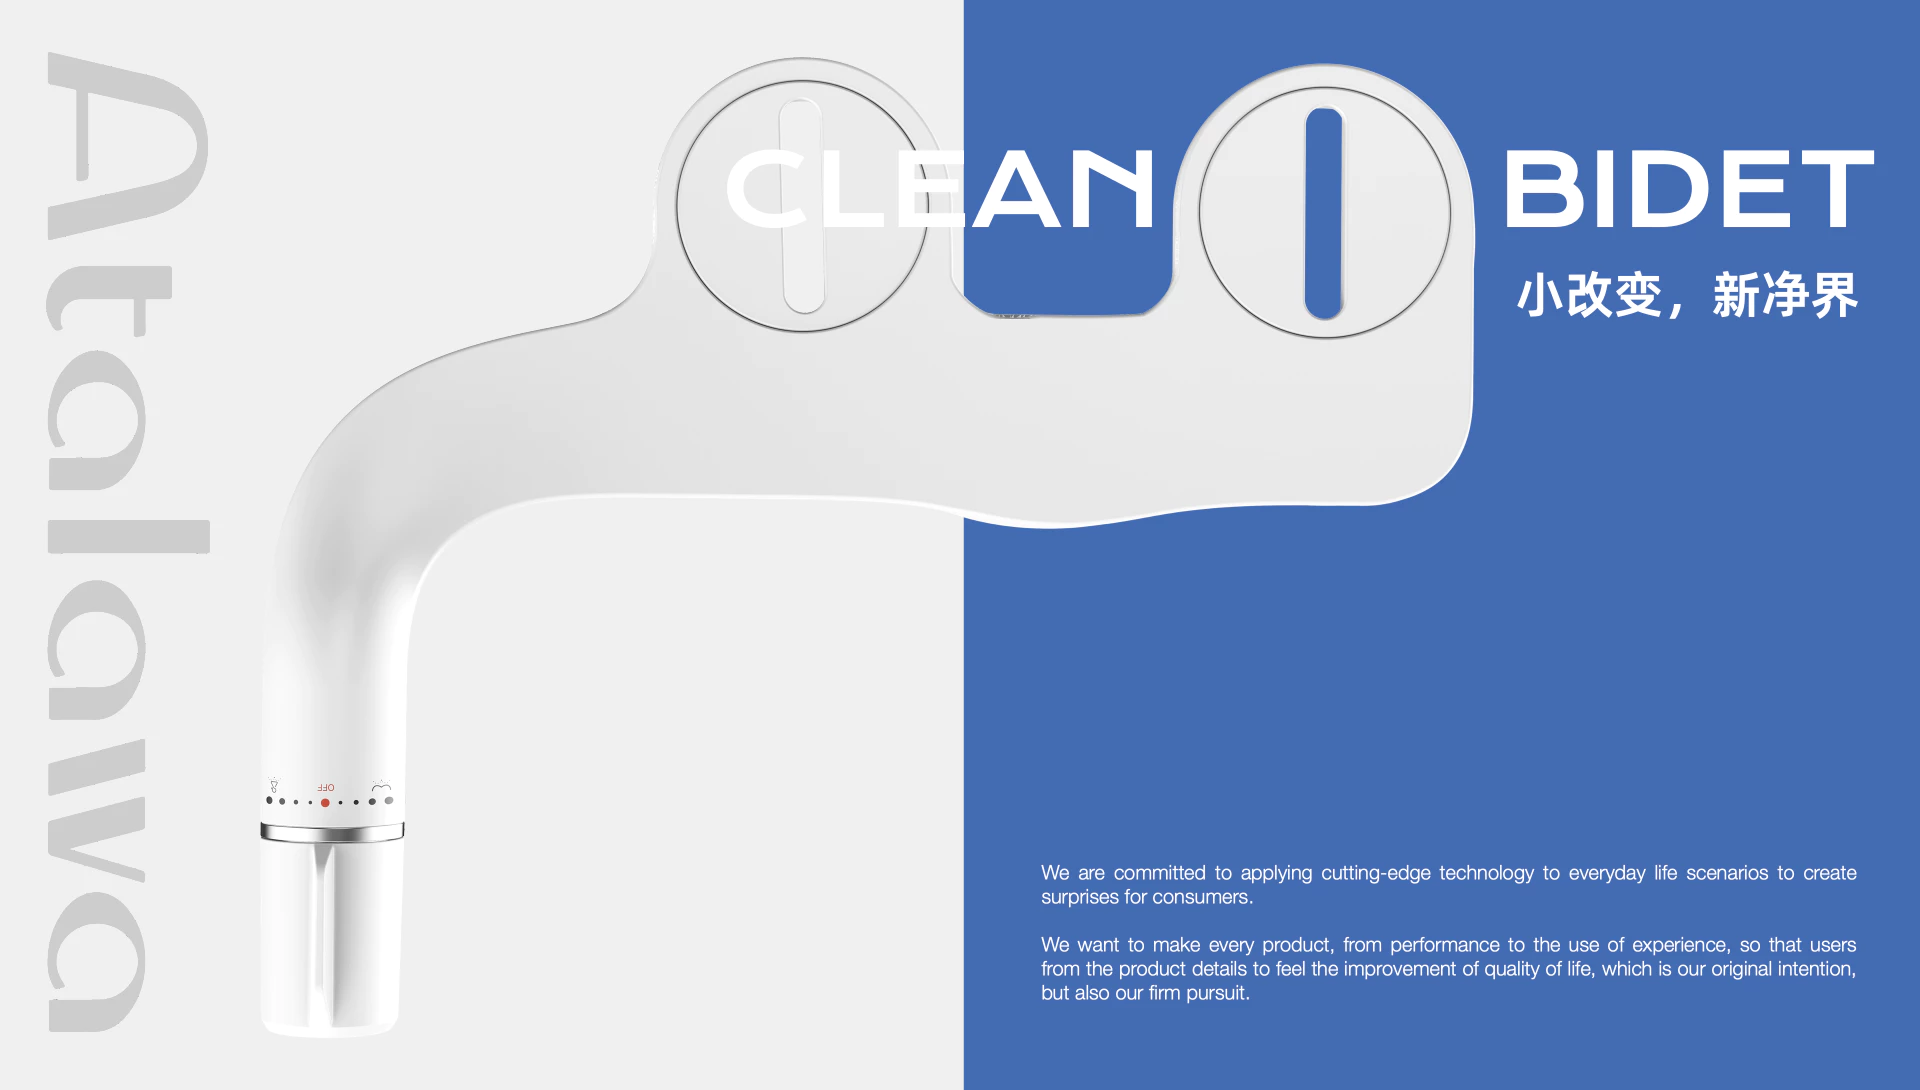 Atalawa
CLEAN BIDET
小改变，新净界
OFF
We are committed to applying cutting-edge technology to everyday life scenarios to create
surprises for consumers.
We want to make every product, from performance to the use of experience, so that users
from the product details to feel the improvement of quality of life, which is our original intention,
but also our firm pursuit.